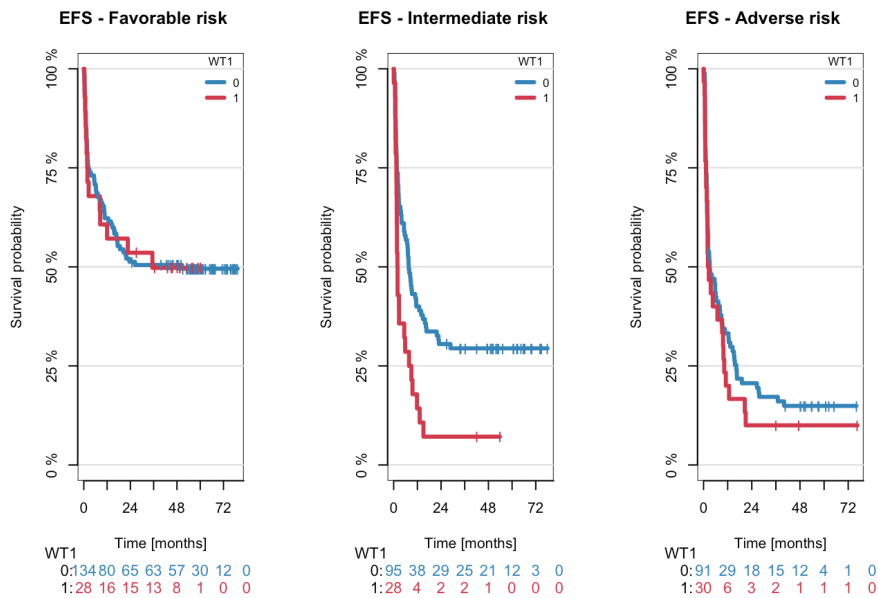 EFS - Favorable risk
WT1
0
1
100 %
75 %
50 %
25 %
0 %
Survival probability
0 24 48 72
Time [months]
WT1
0: 134 80 65 63 57 30 12 0
1: 28 16 15 13 8 1 0 0
EFS - Intermediate risk
WT1
0
1
100 %
75 %
50 %
25 %
0 %
Survival probability
0 24 48 72
Time [months]
WT1
0: 95 38 29 25 21 12 3 0
1: 28 4 2 2 1 0 0 0
EFS - Adverse risk
WT1
0
1
100 %
75 %
50 %
25 %
0 %
Survival probability
0 24 48 72
Time [months]
WT1
0: 91 29 18 15 12 4 1 0
1: 30 6 3 2 1 1 1 0